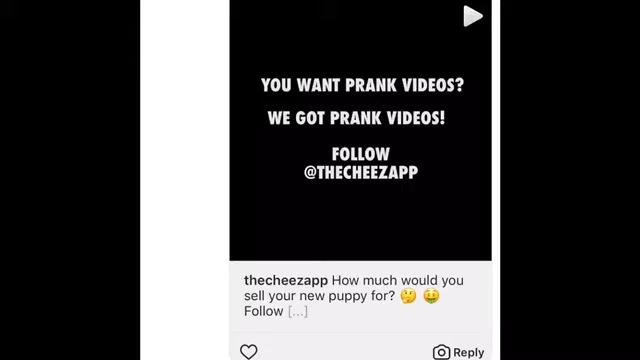 YOU WANT PRANK VIDEOS?
WE GOT PRANK VIDEOS!
FOLLOW
@THECHEEZAPP
thecheezapp How much would you
sell your new puppy for? 🤔 🤑
Follow [...]
Reply